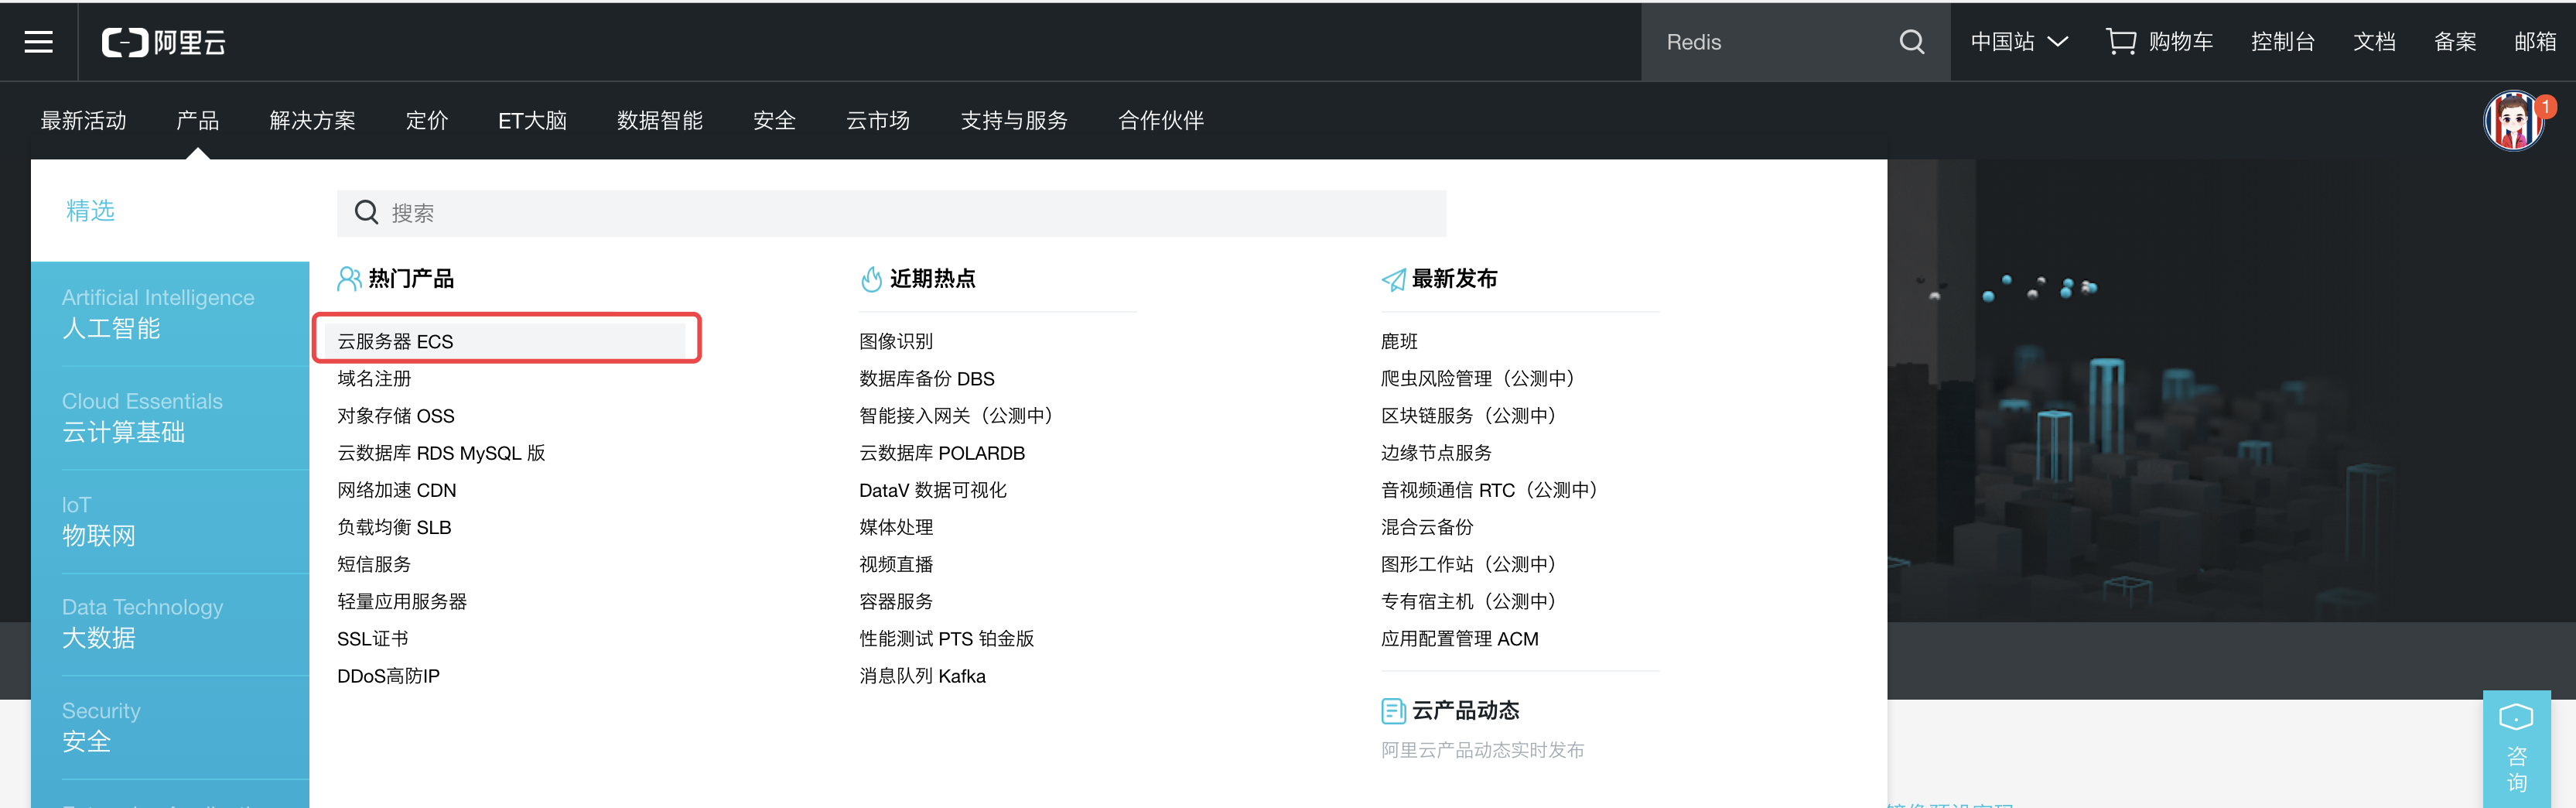 阿里云
Redis
中国站
购物车
控制台
文档
备案
邮箱
最新活动
产品
解决方案
定价
ET大脑
数据智能
安全
云市场
支持与服务
合作伙伴
1
精选
搜索
Artificial Intelligence
人工智能
Cloud Essentials
云计算基础
IoT
物联网
Data Technology
大数据
Security
安全
热门产品
云服务器 ECS
域名注册
对象存储 OSS
云数据库 RDS MySQL 版
网络加速 CDN
负载均衡 SLB
短信服务
轻量应用服务器
SSL证书
DDoS高防IP
近期热点
图像识别
数据库备份 DBS
智能接入网关（公测中）
云数据库 POLARDB
DataV 数据可视化
媒体处理
视频直播
容器服务
性能测试 PTS 铂金版
消息队列 Kafka
最新发布
鹿班
爬虫风险管理（公测中）
区块链服务（公测中）
边缘节点服务
音视频通信 RTC（公测中）
混合云备份
图形工作站（公测中）
专有宿主机（公测中）
应用配置管理 ACM
云产品动态
阿里云产品动态实时发布
咨
询